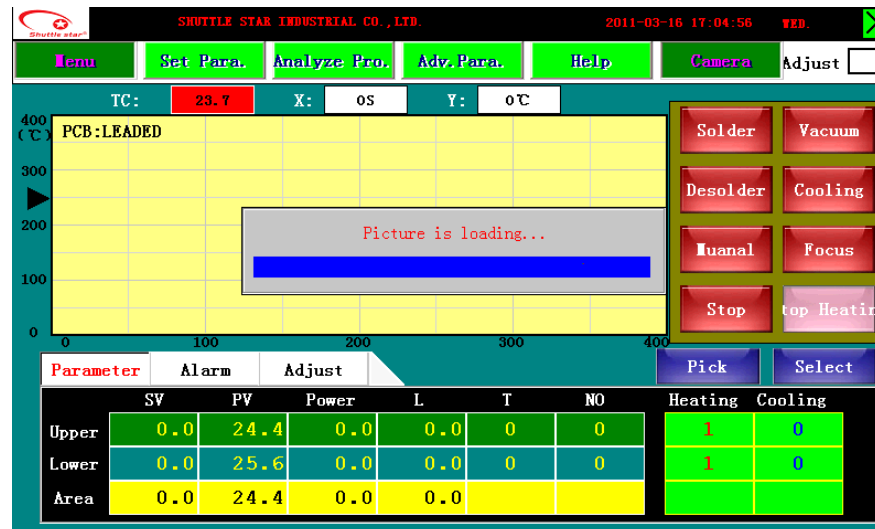 Shuttle star
SHUTTLE STAR INDUSTRIAL CO.,LTD. 2011-03-16 17:04:56 WED.
Menu Set Para. Analyze Pro. Adv.Para. Help Camera Adjust
TC: 23.7 X: 0S Y: 0℃
400
(℃)
PCB:LEADED
300
200
100
0
0 100 200 300 400
Picture is loading...
Solder Vacuum
Desolder Cooling
Muanal Focus
Stop top Heatin
Pick Select
Parameter Alarm Adjust
SV PV Power L T NO Heating Cooling
Upper 0.0 24.4 0.0 0.0 0 0 1 0
Lower 0.0 25.6 0.0 0.0 0 0 1 0
Area 0.0 24.4 0.0 0.0